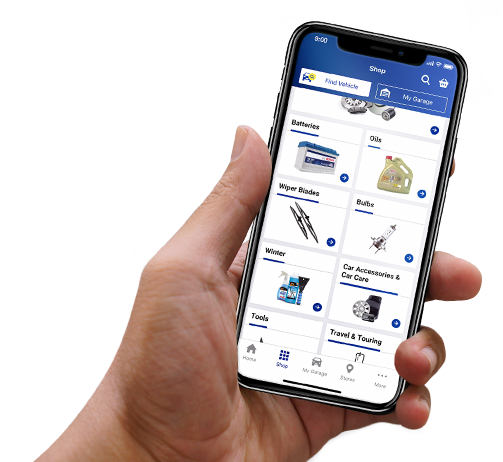 9:00
Shop
Find Vehicle
My Garage
Batteries
Oils
Wiper Blades
Bulbs
Winter
Car Accessories &
Car Care
Tools
Travel & Touring
Home
Shop
My Garage
Stores
More